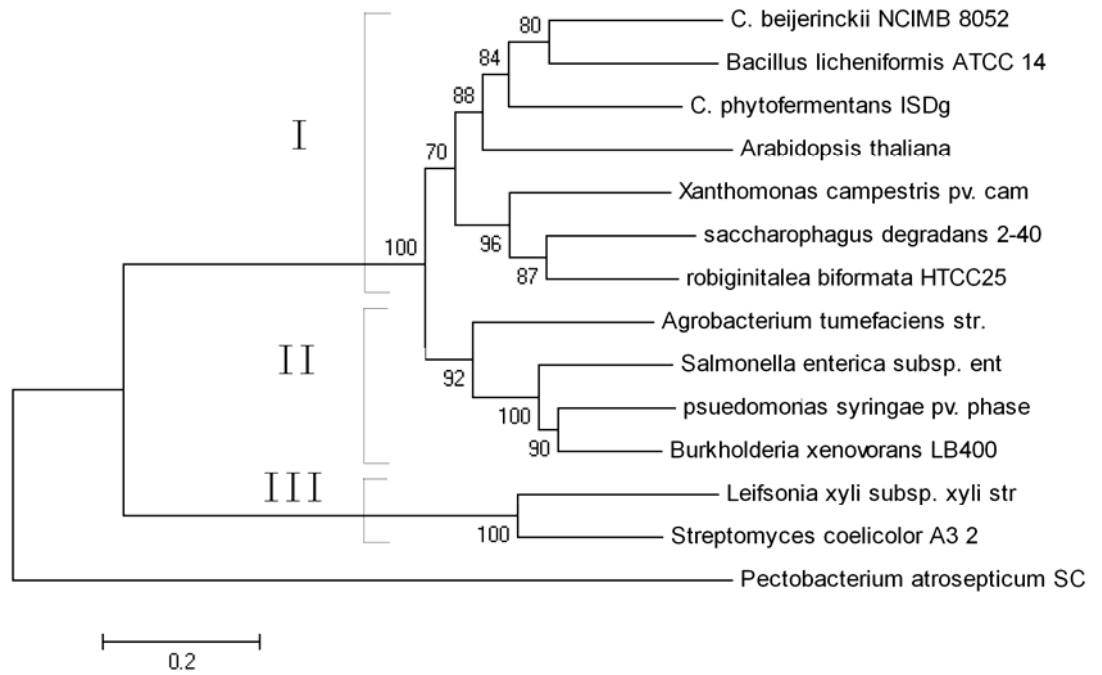 C. beijerinckii NCIMB 8052
80
Bacillus licheniformis ATCC 14
84
C. phytofermentans ISDg
88
I
Arabidopsis thaliana
70
Xanthomonas campestris pv. cam
96
saccharophagus degradans 2-40
100
87
robiginitalea biformata HTCC25
Agrobacterium tumefaciens str.
II
92
Salmonella enterica subsp. ent
100
psuedomonas syringae pv. phase
90
Burkholderia xenovorans LB400
III
Leifsonia xyli subsp. xyli str
100
Streptomyces coelicolor A3 2
Pectobacterium atrosepticum SC
0.2